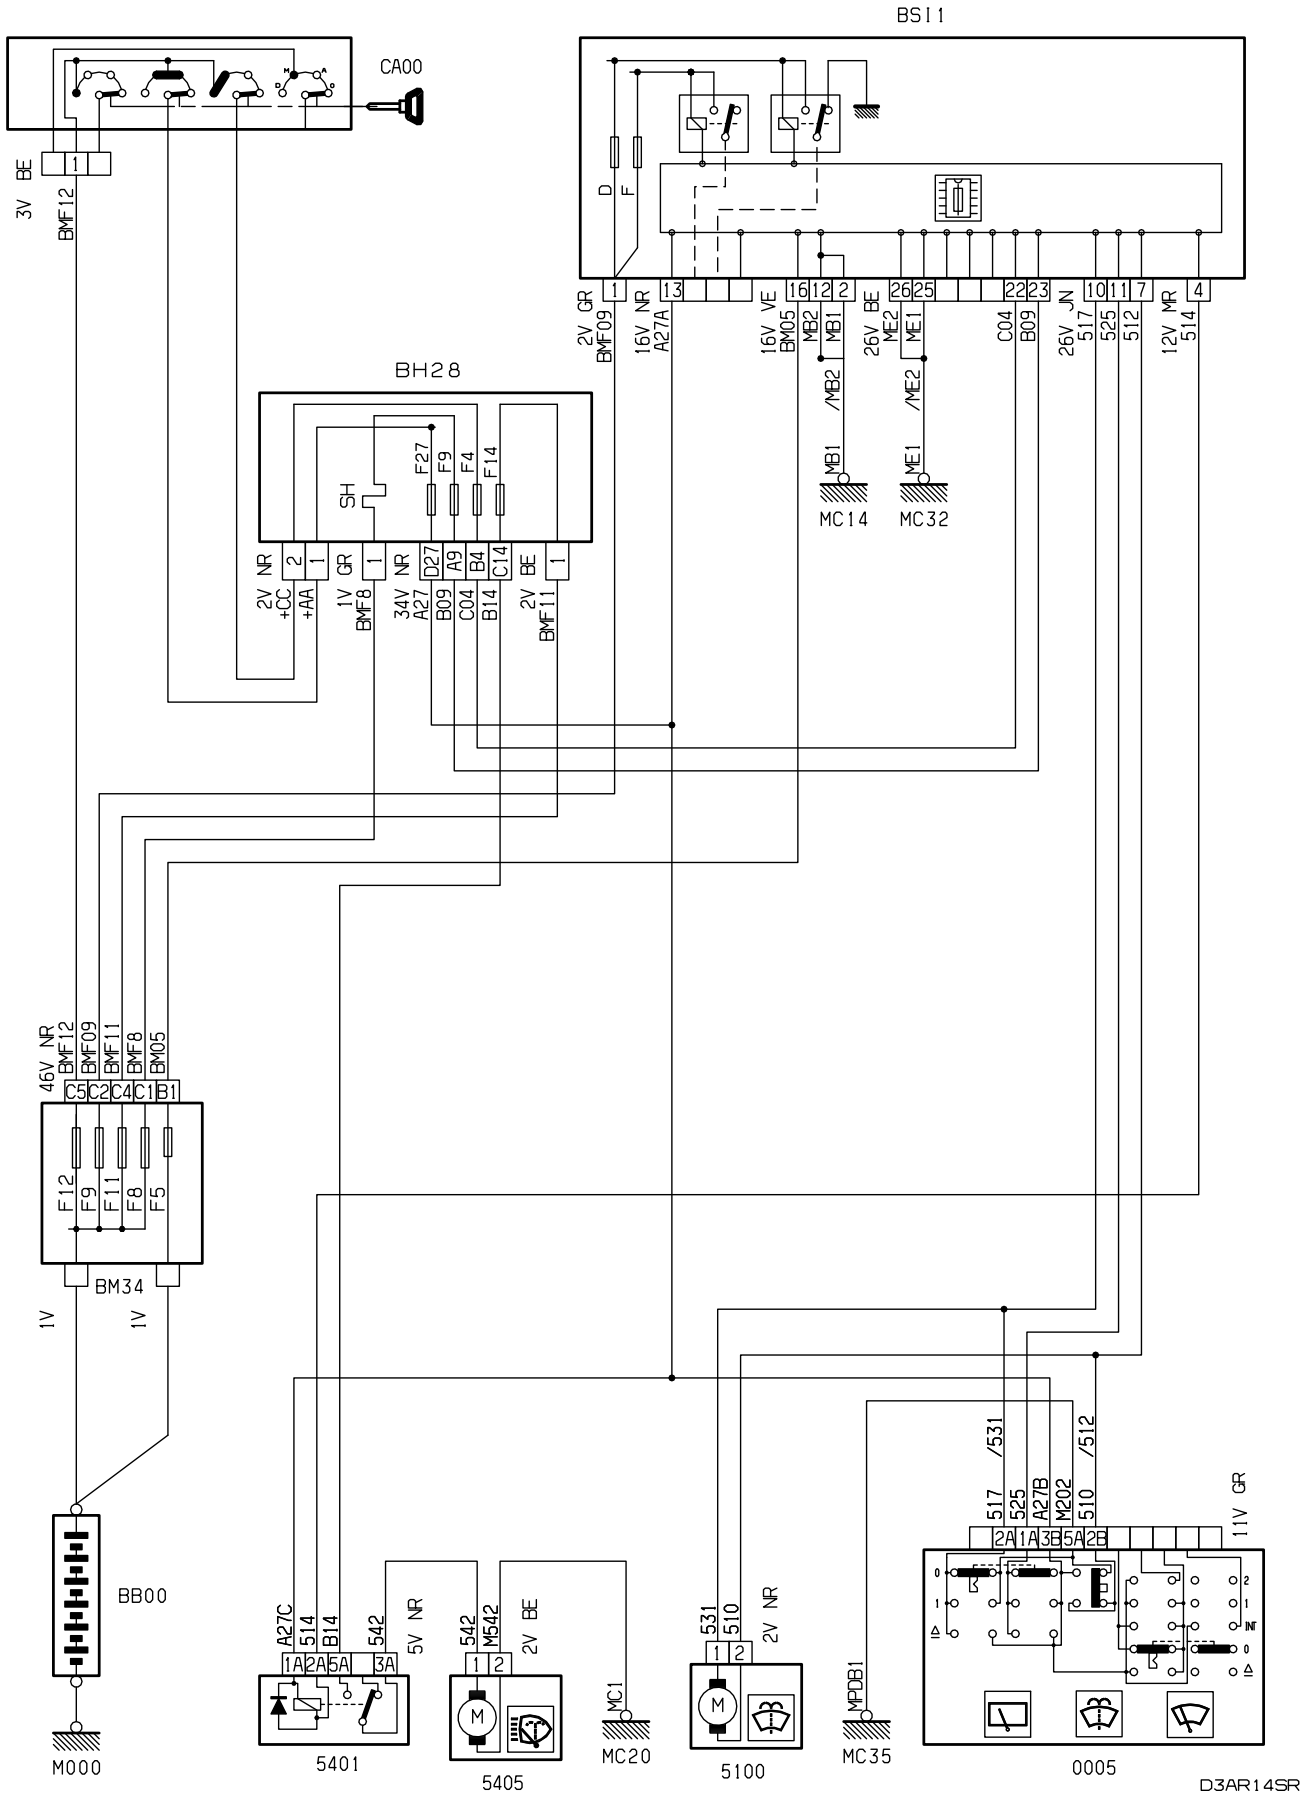 BSI1
CA00
M
A
D
0
3V BE
1
BMF12
D
F
1
13
16
12
2
26
25
22
23
10
11
7
4
2V GR
BMF09
16V NR
A27A
16V VE
BM05
MB2
MB1
26V BE
ME2
ME1
C04
B09
26V JN
517
525
512
12V MR
514
/MB2
/ME2
MB1
ME1
MC14
MC32
BH28
SH
F27
F9
F4
F14
2
1
1
D27
A9
B4
C14
1
2V NR
+CC
+AA
1V GR
BMF8
34V NR
A27
B09
C04
B14
2V BE
BMF11
46V NR
BMF12
BMF09
BMF11
BMF8
BM05
C5
C2
C4
C1
B1
F12
F9
F11
F8
F5
BM34
1V
1V
BB00
M000
A27C
514
B14
542
5V NR
1A
2A
5A
3A
5401
542
M542
2V BE
1
2
M
5405
MC1
MC20
531
510
2V NR
1
2
M
5100
MPDB1
MC35
/531
/512
517
525
A27B
M202
510
11V GR
2A
1A
3B
5A
2B
0
1
2
1
INT
0
0005
D3AR14SR